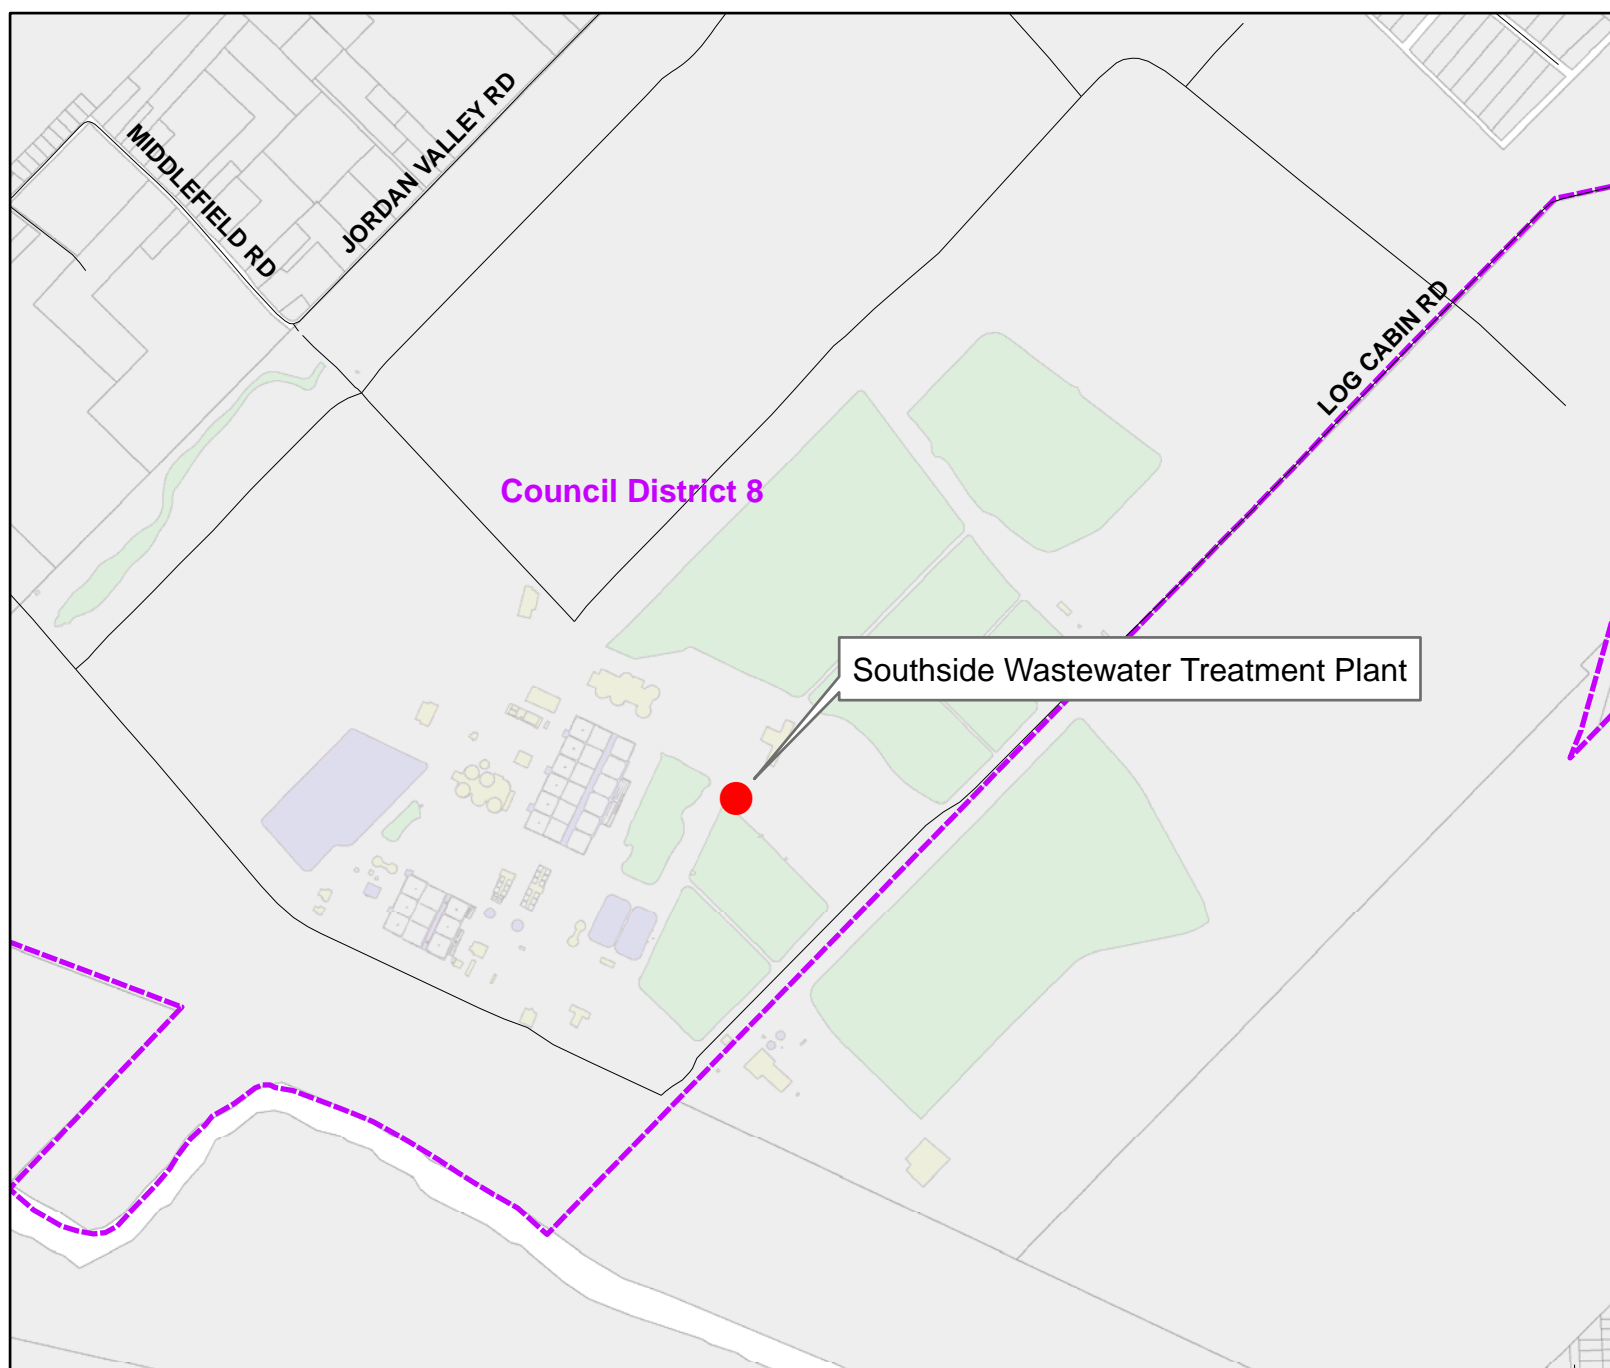 MIDDLEFIELD RD
JORDAN VALLEY RD
LOG CABIN RD
Council District 8
Southside Wastewater Treatment Plant